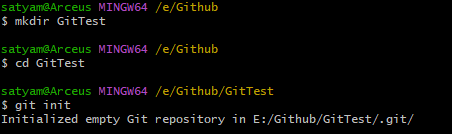 satyam@Arceus MINGW64 /e/Github
$ mkdir GitTest
satyam@Arceus MINGW64 /e/Github
$ cd GitTest
satyam@Arceus MINGW64 /e/Github/GitTest
$ git init
Initialized empty Git repository in E:/Github/GitTest/.git/